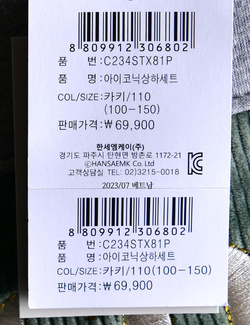 8 809912 306802
품 번:C234STX81P
품 명:아이코닉상하세트
COL/SIZE:카키/110
(100-150)
판매가격:₩ 69,900
한세엠케이(주)
경기도 파주시 탄현면 방촌로 1172-21
ⓒHANSAEMK Co. Ltd
고객상담실 TEL: 02)3215-0018
2023/07 베트남
8 809912 306802
품 번:C234STX81P
품 명:아이코닉상하세트
COL/SIZE:카키/110(100-150)
판매가격:₩ 69,900